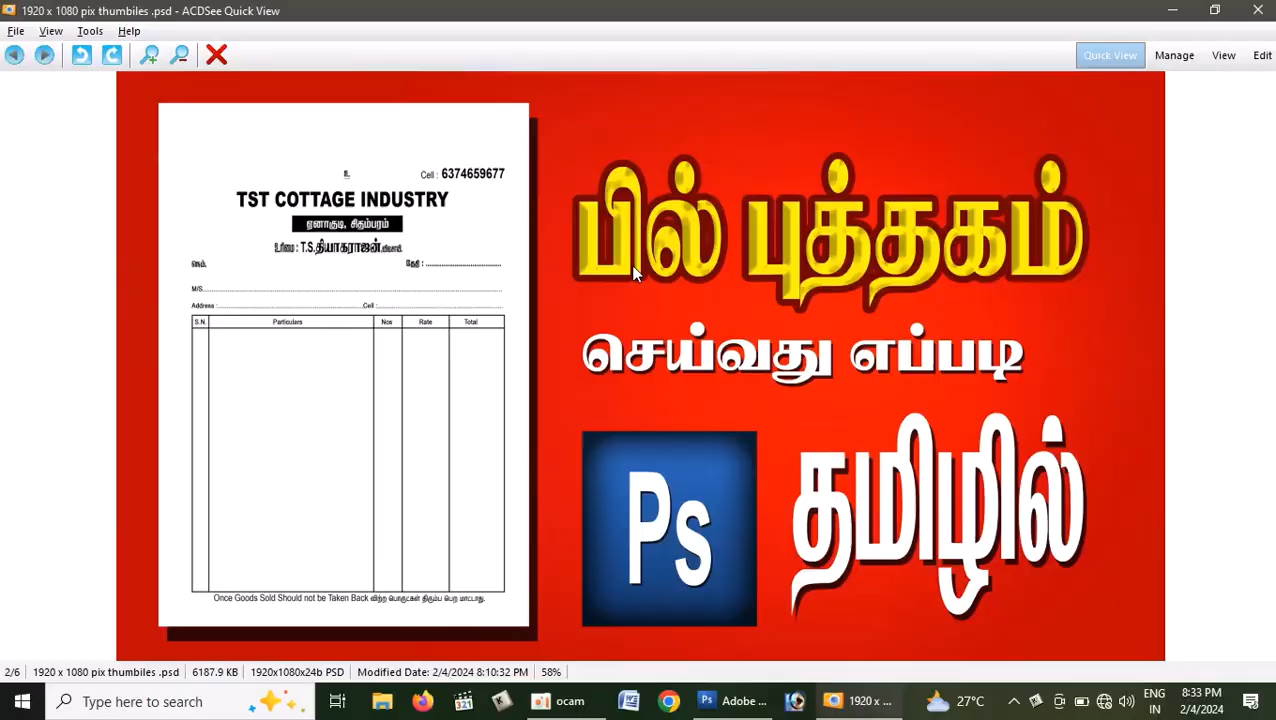 1920 x 1080 pix thumbiles .psd - ACDSee Quick View
File View Tools Help
Quick View Manage View Edit
உ
Cell : 6374659677
TST COTTAGE INDUSTRY
ஏனாகுடி, சிதம்பரம்
உரிமை : T.S.தியாகராஜன்,
தேதி : ................................
M/S................................
Address :................................Cell :................................
S.N. Particulars Nos Rate Total
Once Goods Sold Should not be Taken Back விற்ற பொருட்கள் திரும்ப பெற மாட்டாது.
பில் புத்தகம்
செய்வது எப்படி
Ps
தமிழில்
2/6 1920 x 1080 pix thumbiles .psd 6187.9 KB 1920x1080x24b PSD Modified Date: 2/4/2024 8:10:32 PM 58%
Type here to search
321
K
ocam
Ps Adobe ...
1920 x ...
27°C
ENG
IN
8:33 PM
2/4/2024